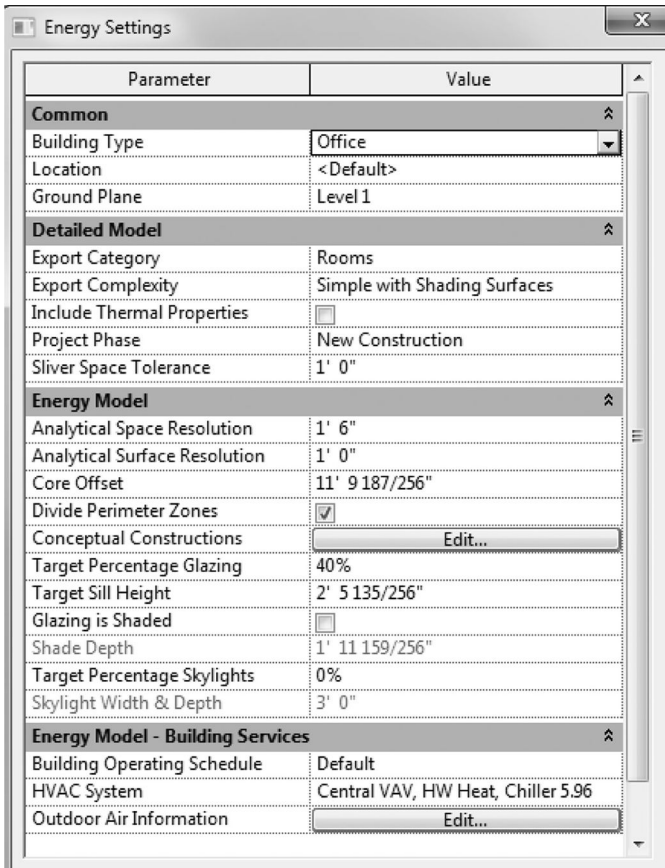 Energy Settings
Parameter Value
Common
Building Type Office
Location <Default>
Ground Plane Level 1
Detailed Model
Export Category Rooms
Export Complexity Simple with Shading Surfaces
Include Thermal Properties
Project Phase New Construction
Sliver Space Tolerance 1' 0"
Energy Model
Analytical Space Resolution 1' 6"
Analytical Surface Resolution 1' 0"
Core Offset 11' 9 187/256"
Divide Perimeter Zones
Conceptual Constructions Edit...
Target Percentage Glazing 40%
Target Sill Height 2' 5 135/256"
Glazing is Shaded
Shade Depth 1' 11 159/256"
Target Percentage Skylights 0%
Skylight Width & Depth 3' 0"
Energy Model - Building Services
Building Operating Schedule Default
HVAC System Central VAV, HW Heat, Chiller 5.96
Outdoor Air Information Edit...